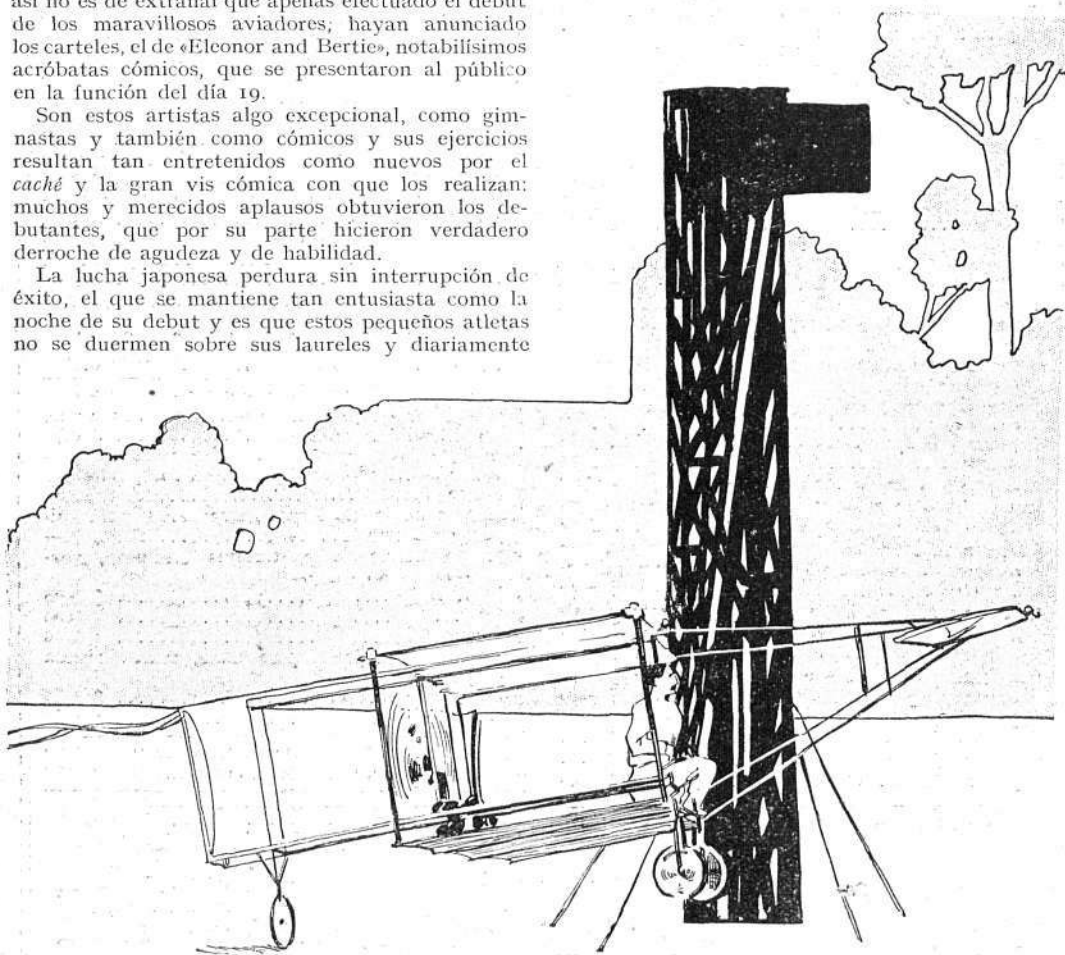 así no es de extrañar que apenas efectuado el debut
de los maravillosos aviadores; hayan anunciado
los carteles, el de «Eleonor and Bertie», notabilísimos
acróbatas cómicos, que se presentaron al público
en la función del día 19.
Son estos artistas algo excepcional, como gim-
nastas y también como cómicos y sus ejercicios
resultan tan entretenidos como nuevos por el
caché y la gran vis cómica con que los realizan:
muchos y merecidos aplausos obtuvieron los de-
butantes, que por su parte hicieron verdadero
derroche de agudeza y de habilidad.
La lucha japonesa perdura sin interrupción de
éxito, el que se mantiene tan entusiasta como la
noche de su debut y es que estos pequeños atletas
no se duermen sobre sus laureles y diariamente